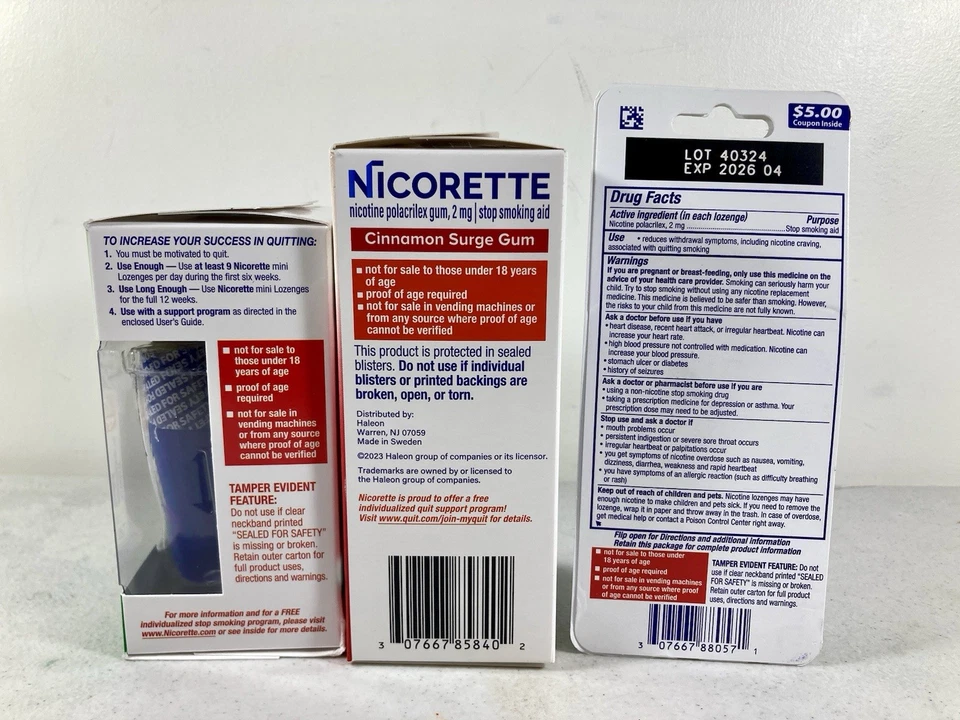 TO INCREASE YOUR SUCCESS IN QUITTING:
1. You must be motivated to quit.
2. Use Enough — Use at least 9 Nicorette mini
Lozenges per day during the first six weeks.
3. Use Long Enough — Use Nicorette mini Lozenges
for the full 12 weeks.
4. Use with a support program as directed in the
enclosed User's Guide.
■ not for sale to
those under 18
years of age
■ proof of age
required
■ not for sale in
vending machines
or from any source
where proof of age
cannot be verified
TAMPER EVIDENT
FEATURE:
Do not use if clear
neckband printed
"SEALED FOR SAFETY"
is missing or broken.
Retain outer carton for
full product uses,
directions and warnings.
For more information and for a FREE
individualized stop smoking program, please visit
www.Nicorette.com or see inside for more details.
NICORETTE
nicotine polacrilex gum, 2 mg | stop smoking aid
Cinnamon Surge Gum
■ not for sale to those under 18 years
of age
■ proof of age required
■ not for sale in vending machines or
from any source where proof of age
cannot be verified
This product is protected in sealed
blisters. Do not use if individual
blisters or printed backings are
broken, open, or torn.
Distributed by:
Haleon
Warren, NJ 07059
Made in Sweden
©2023 Haleon group of companies or its licensor.
Trademarks are owned by or licensed to
the Haleon group of companies.
Nicorette is proud to offer a free
individualized quit support program!
Visit www.quit.com/join-myquit for details.
3 07667 85840 2
$5.00
Coupon Inside
LOT 40324
EXP 2026 04
Drug Facts
Active ingredient (in each lozenge) Purpose
Nicotine polacrilex, 2 mg ... Stop smoking aid
Use • reduces withdrawal symptoms, including nicotine craving,
associated with quitting smoking
Warnings
If you are pregnant or breast-feeding, only use this medicine on the
advice of your health care provider. Smoking can seriously harm your
child. Try to stop smoking without using any nicotine replacement
medicine. This medicine is believed to be safer than smoking. However,
the risks to your child from this medicine are not fully known.
Ask a doctor before use if you have
• heart disease, recent heart attack, or irregular heartbeat. Nicotine can
increase your heart rate.
• high blood pressure not controlled with medication. Nicotine can
increase your blood pressure.
• stomach ulcer or diabetes
• history of seizures
Ask a doctor or pharmacist before use if you are
• using a non-nicotine stop smoking drug
• taking a prescription medicine for depression or asthma. Your
prescription dose may need to be adjusted.
Stop use and ask a doctor if
• mouth problems occur
• persistent indigestion or severe sore throat occurs
• irregular heartbeat or palpitations occur
• you get symptoms of nicotine overdose such as nausea, vomiting,
dizziness, diarrhea, weakness and rapid heartbeat
• you have symptoms of an allergic reaction (such as difficulty breathing
or rash)
Keep out of reach of children and pets. Nicotine lozenges may have
enough nicotine to make children and pets sick. If you need to remove the
lozenge, wrap it in paper and throw away in the trash. In case of overdose,
get medical help or contact a Poison Control Center right away.
Flip open for Directions and additional information
Retain this package for complete product information
■ not for sale to those under
18 years of age
■ proof of age required
■ not for sale in vending machines
or from any source where proof
of age cannot be verified
TAMPER EVIDENT FEATURE: Do not
use if clear neckband printed "SEALED
FOR SAFETY" is missing or broken.
Retain outer carton for full product
uses, directions and warnings.
3 07667 88057 1